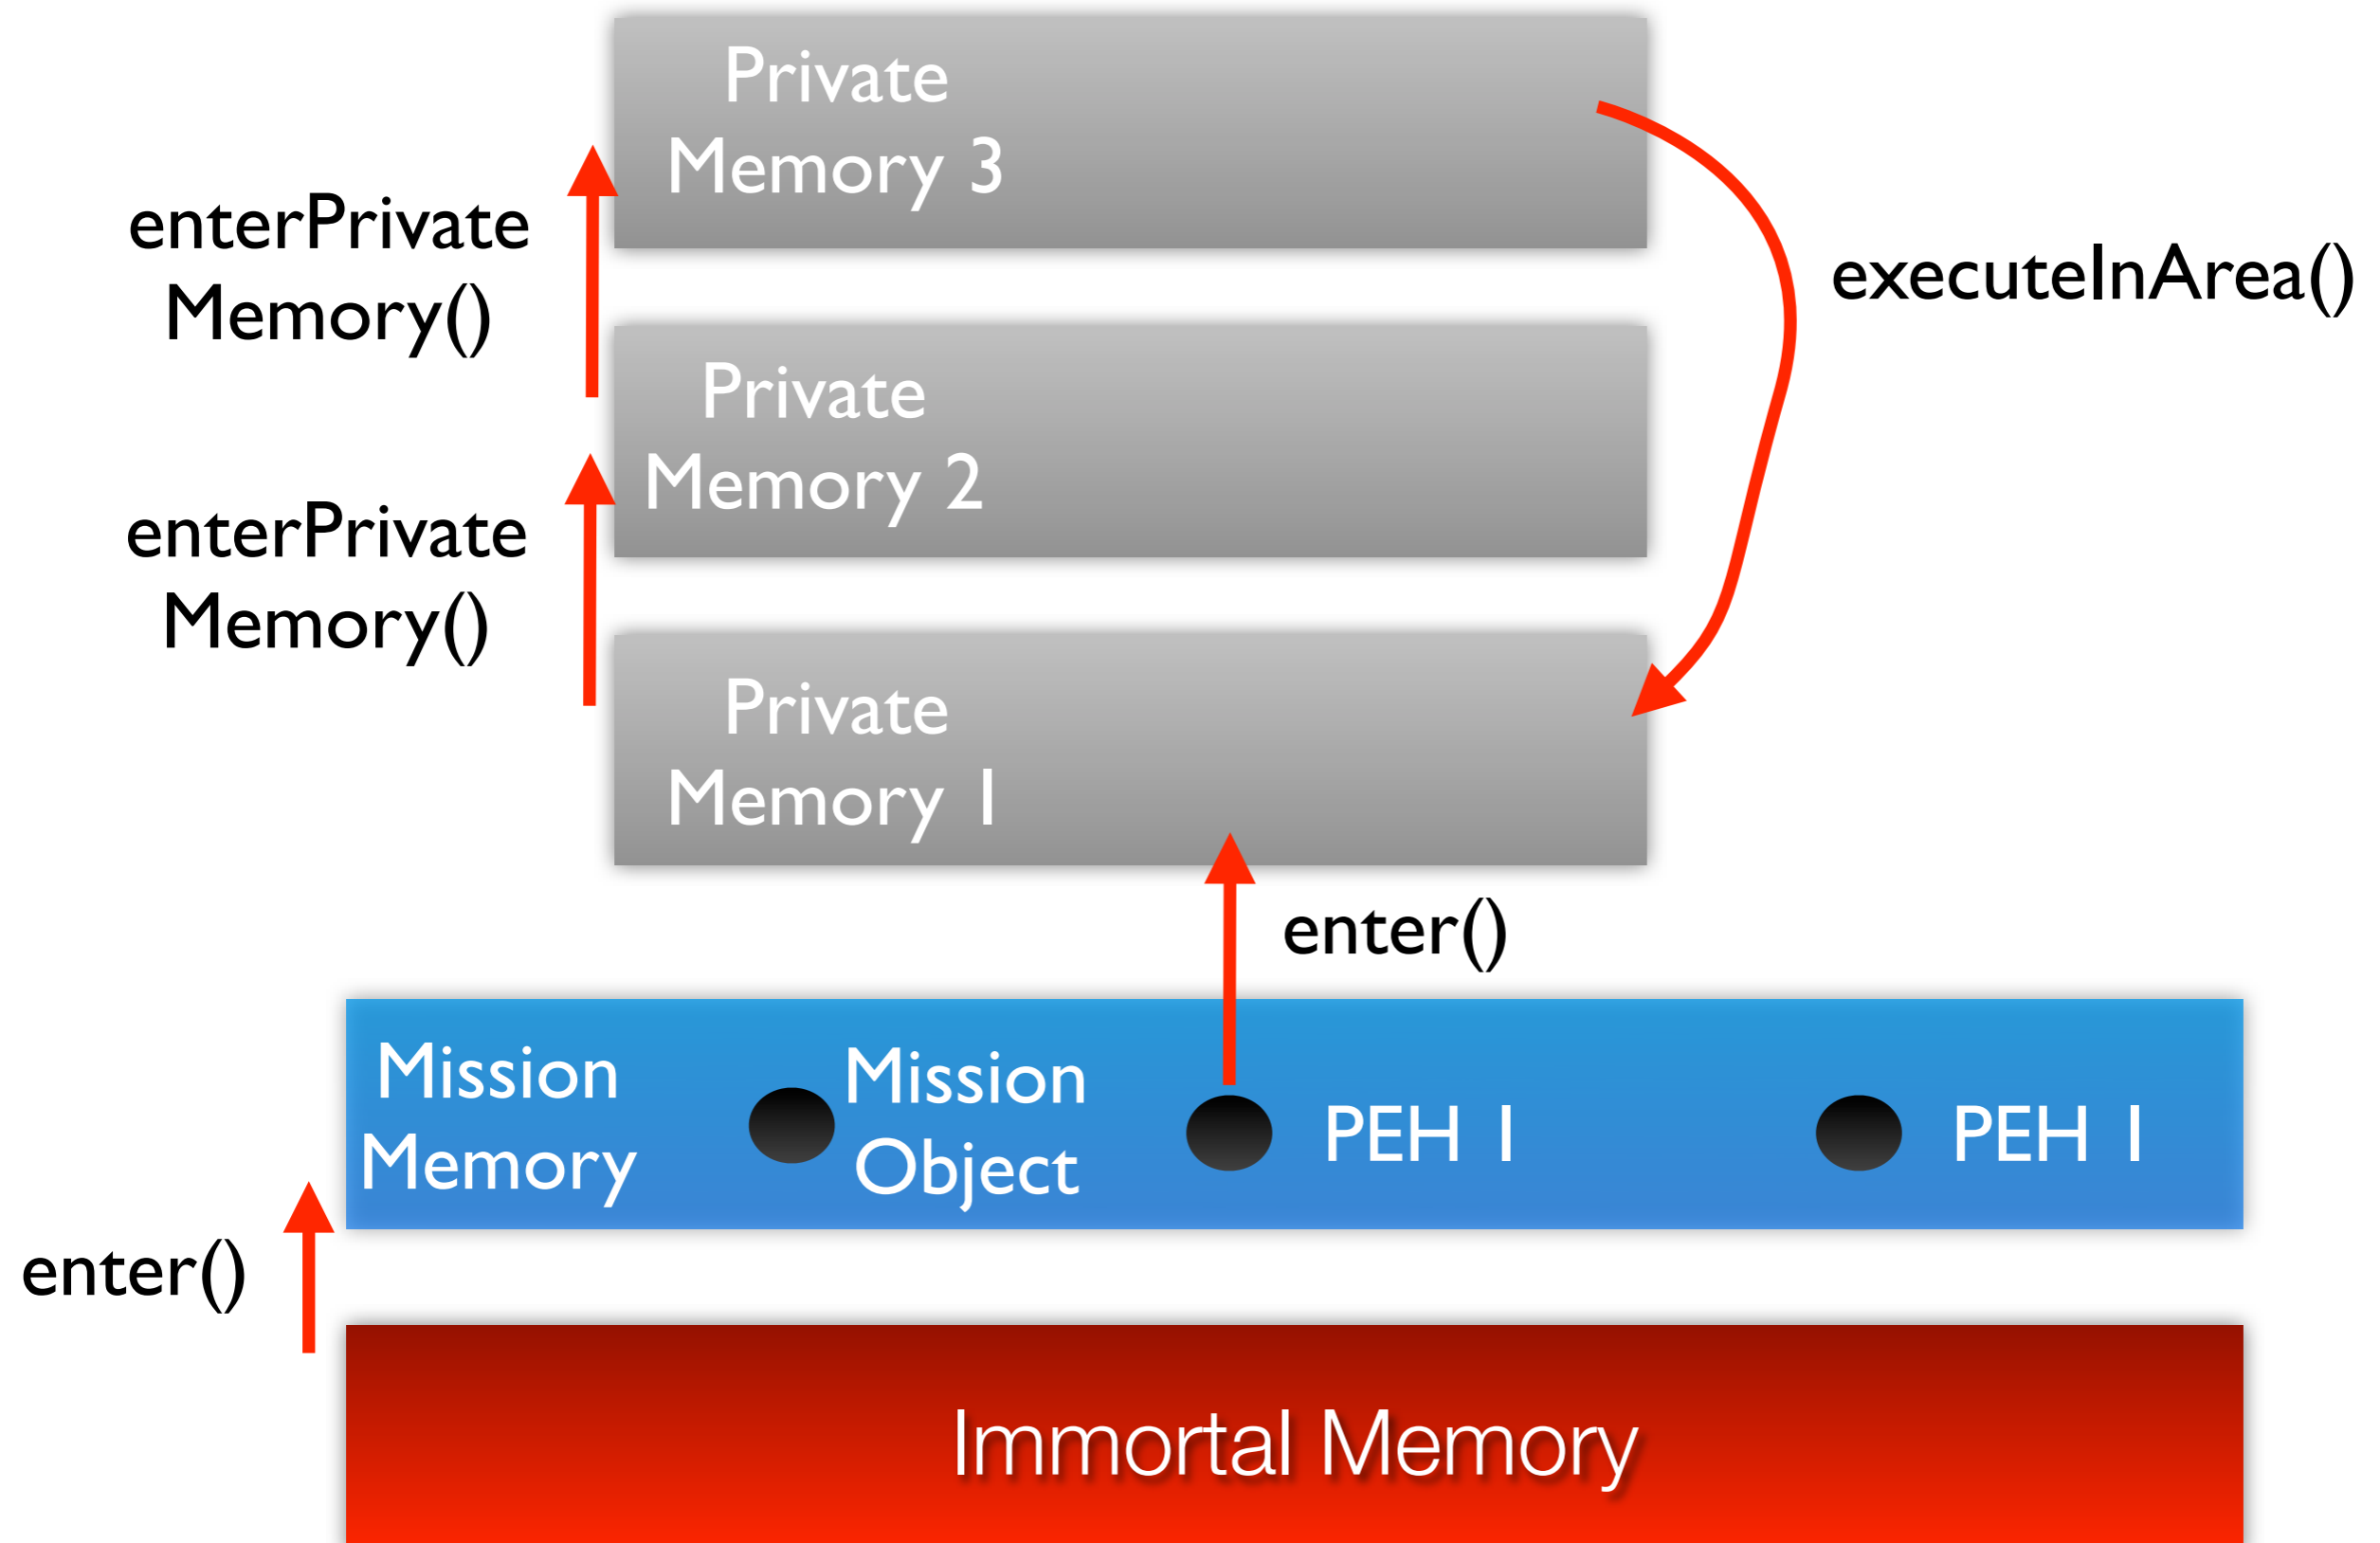 Private
Memory 3
enterPrivate
Memory()
executeInArea()
Private
Memory 2
enterPrivate
Memory()
Private
Memory 1
enter()
Mission
Memory
Mission
Object
PEH 1
PEH 1
enter()
Immortal Memory